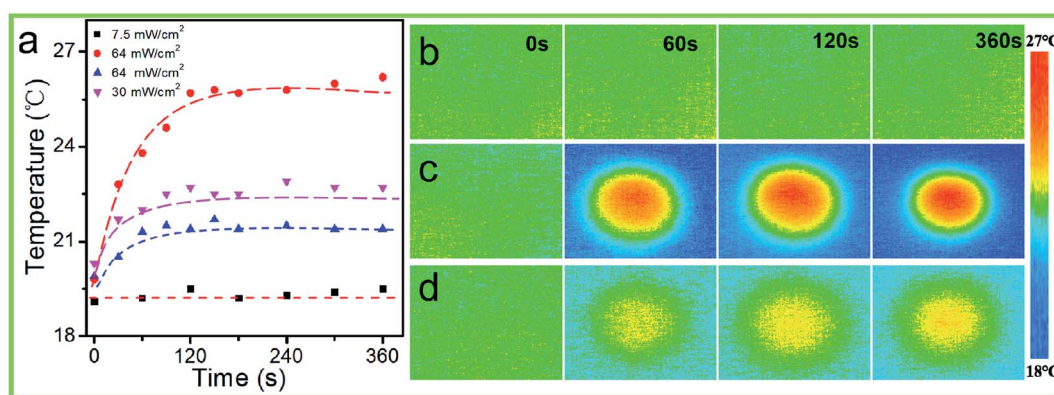 a
7.5 mW/cm²
64 mW/cm²
64 mW/cm²
30 mW/cm²
27
24
21
18
Temperature (℃)
0 120 240 360
Time (s)
b 0s 60s 120s 360s
c
d
27°C
18°C